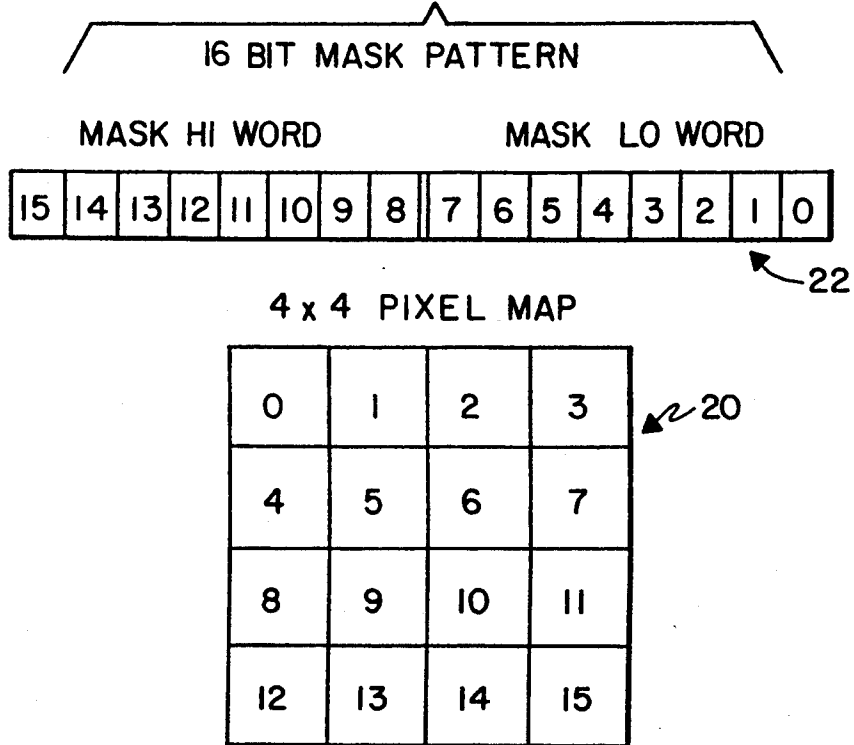 16 BIT MASK PATTERN
MASK HI WORD MASK LO WORD
15 14 13 12 11 10 9 8 7 6 5 4 3 2 1 0
22
4 x 4 PIXEL MAP
0 1 2 3
20
4 5 6 7
8 9 10 11
12 13 14 15